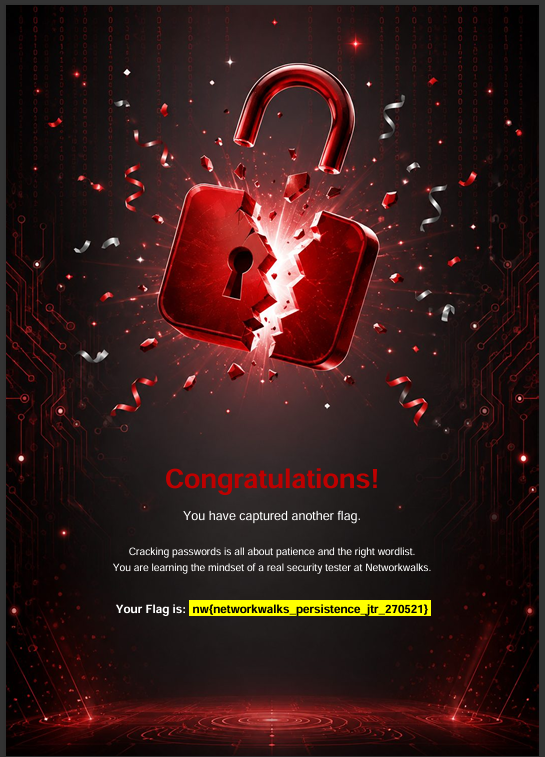 Congratulations!
You have captured another flag.
Cracking passwords is all about patience and the right wordlist.
You are learning the mindset of a real security tester at Networkwalks.
Your Flag is: nw{networkwalks_persistence_jtr_270521}